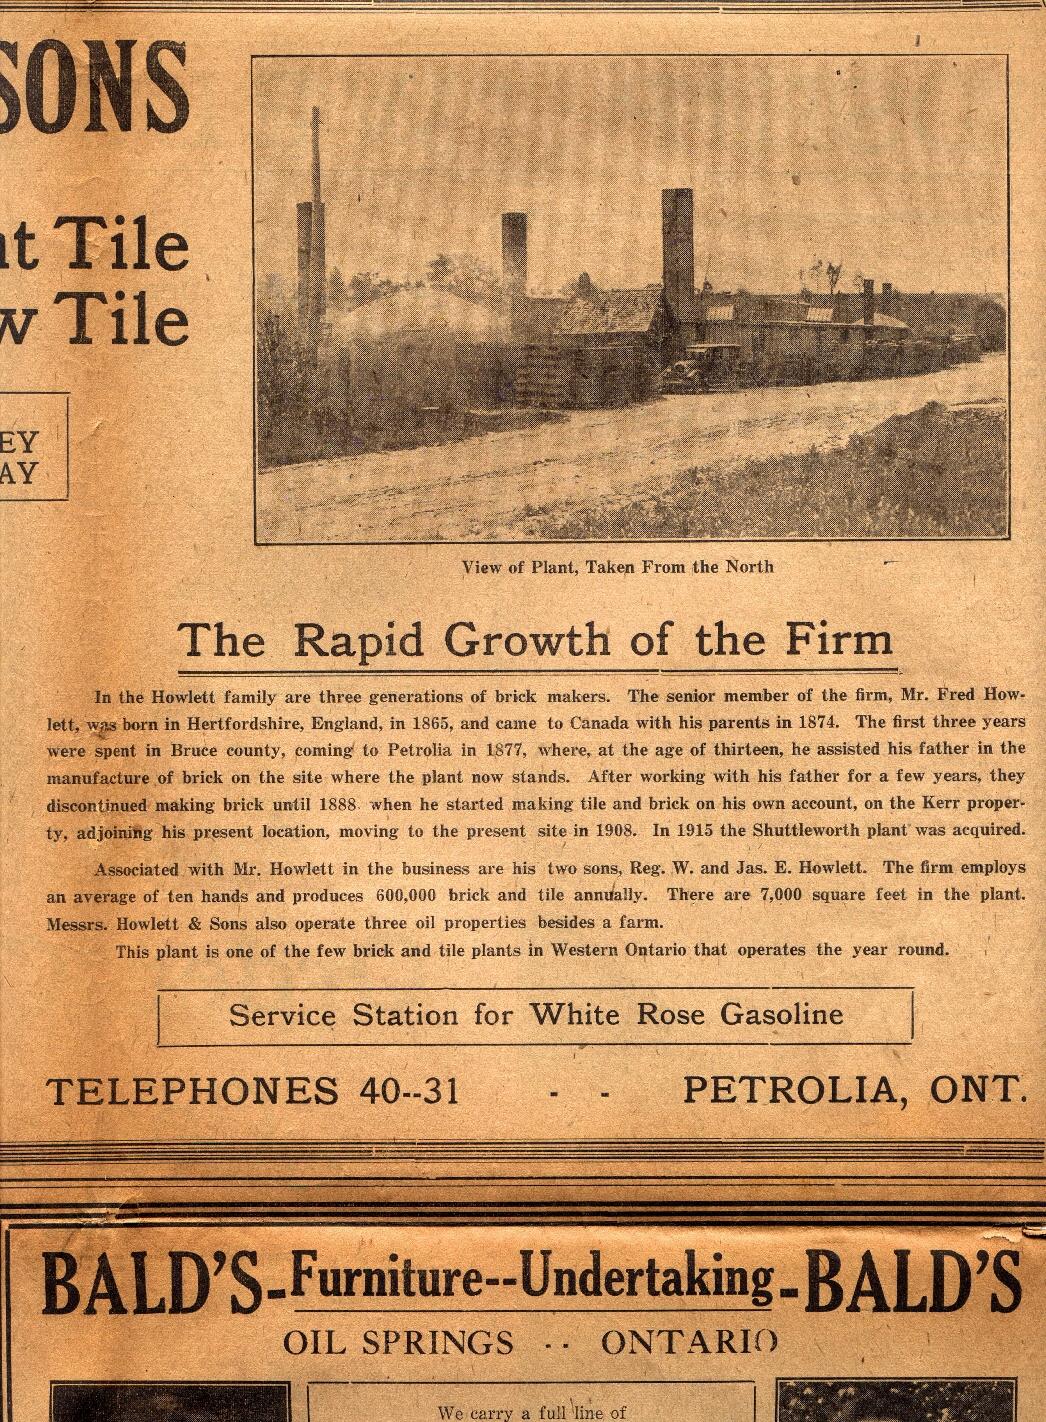 SONS
Tile
Tile
EY
AY
View of Plant, Taken From the North
The Rapid Growth of the Firm
In the Howlett family are three generations of brick makers. The senior member of the firm, Mr. Fred How-
lett, was born in Hertfordshire, England, in 1865, and came to Canada with his parents in 1874. The first three years
were spent in Bruce county, coming to Petrolia in 1877, where, at the age of thirteen, he assisted his father in the
manufacture of brick on the site where the plant now stands. After working with his father for a few years, they
discontinued making brick until 1888 when he started making tile and brick on his own account, on the Kerr proper-
ty, adjoining his present location, moving to the present site in 1908. In 1915 the Shuttleworth plant was acquired.
Associated with Mr. Howlett in the business are his two sons, Reg. W. and Jas. E. Howlett. The firm employs
an average of ten hands and produces 600,000 brick and tile annually. There are 7,000 square feet in the plant.
Messrs. Howlett & Sons also operate three oil properties besides a farm.
This plant is one of the few brick and tile plants in Western Ontario that operates the year round.
Service Station for White Rose Gasoline
TELEPHONES 40--31 - - PETROLIA, ONT.
BALD'S-Furniture--Undertaking-BALD'S
OIL SPRINGS -- ONTARIO
We carry a full line of